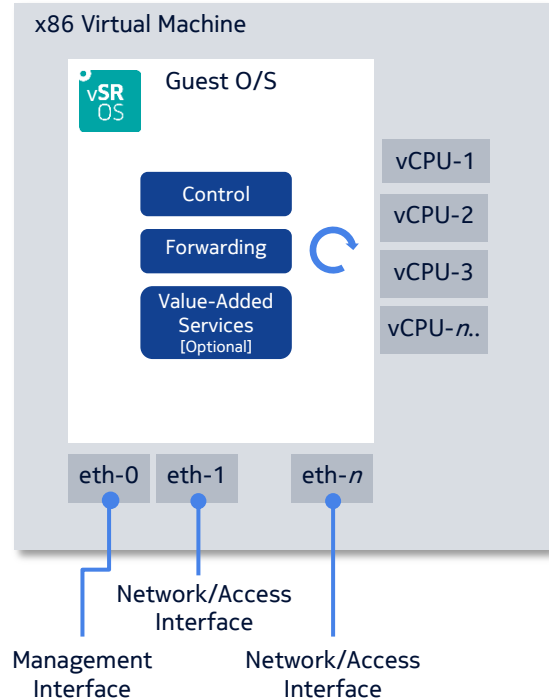 x86 Virtual Machine
vSR
OS
Guest O/S
Control
Forwarding
Value-Added
Services
[Optional]
vCPU-1
vCPU-2
vCPU-3
vCPU-n..
eth-0
eth-1
eth-n
Network/Access
Interface
Management
Interface
Network/Access
Interface